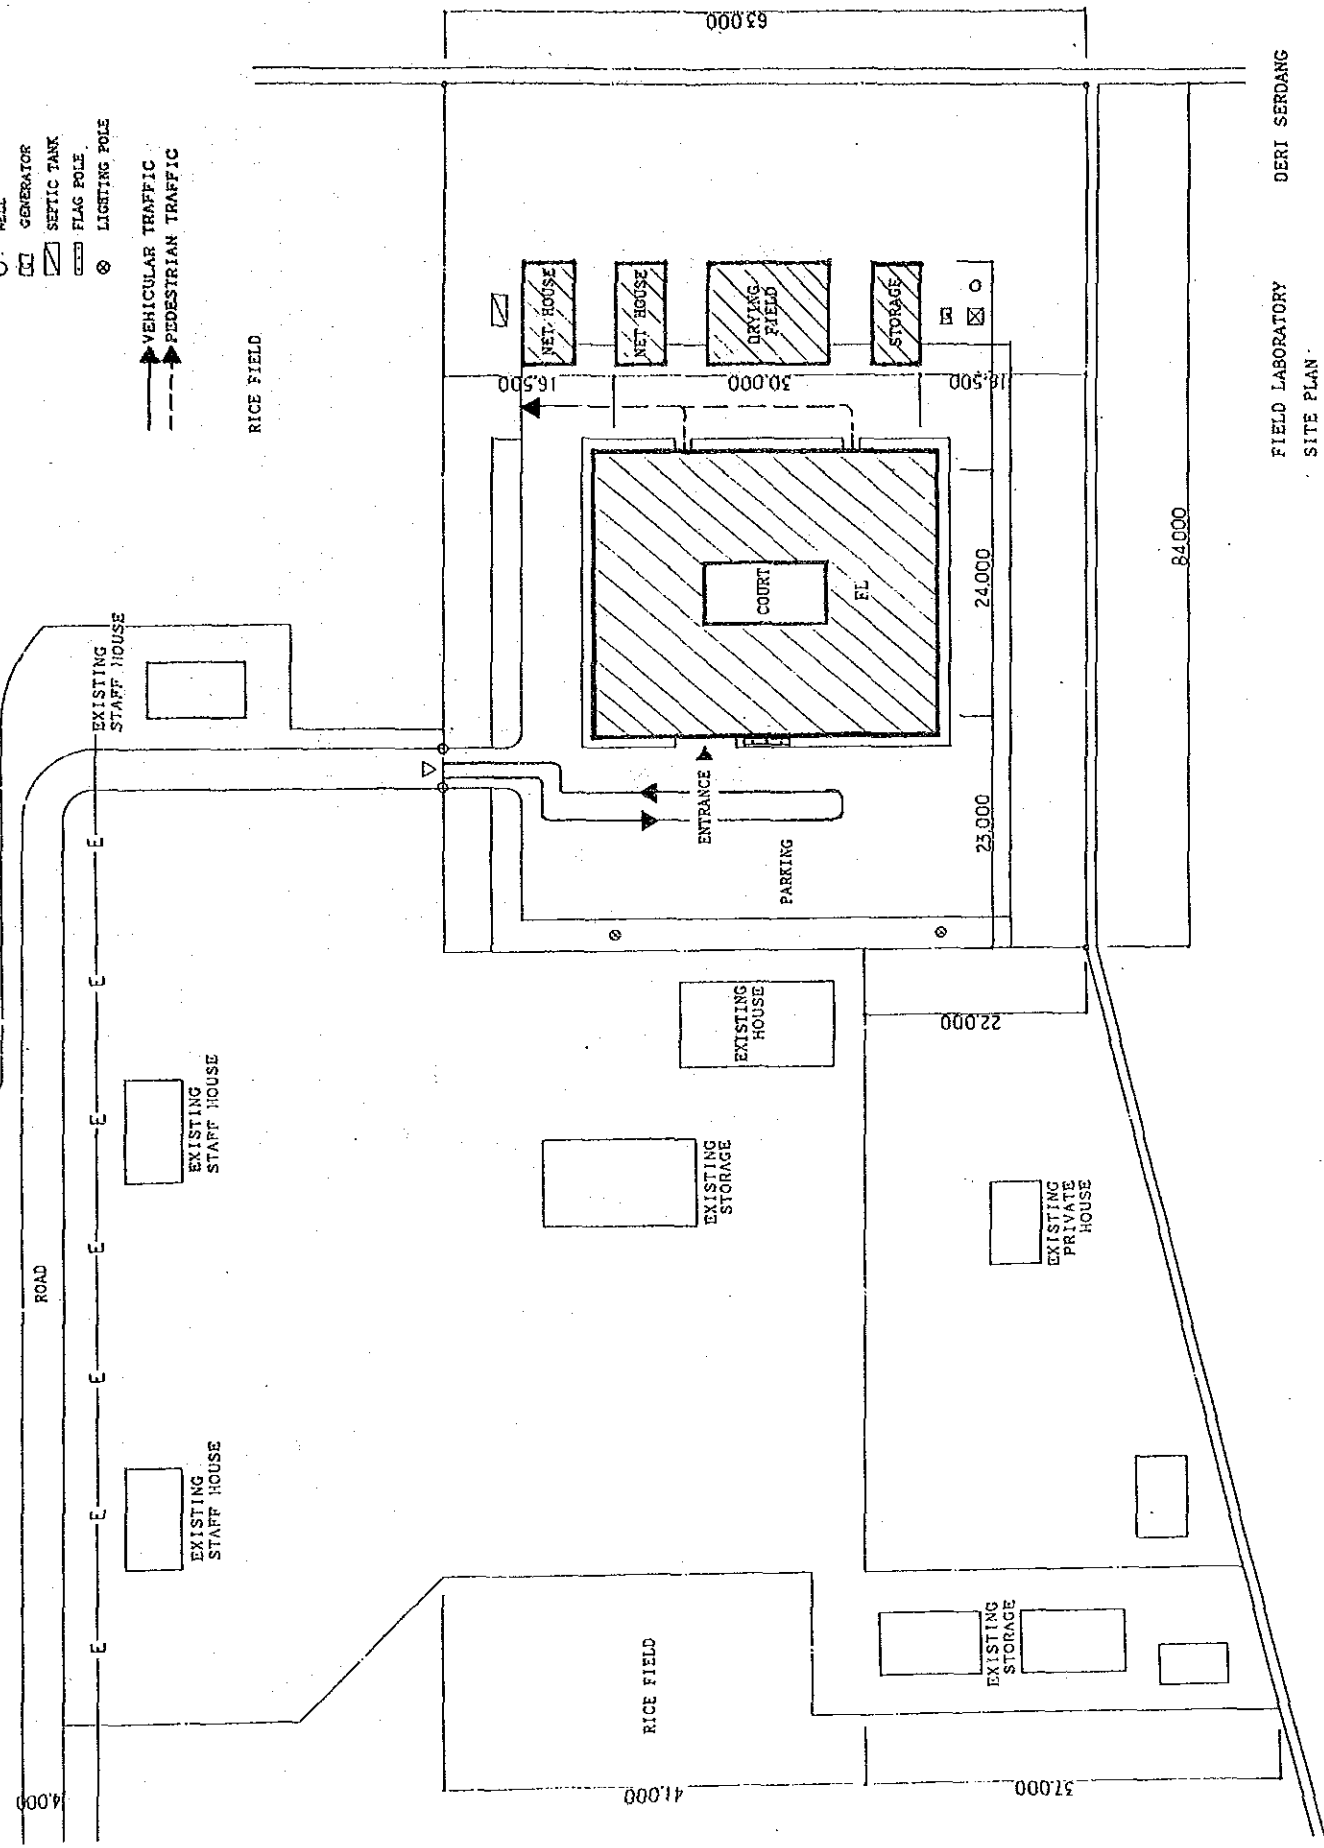 GENERATOR
SEPTIC TANK
FLAG POLE
LIGHTING POLE
VEHICULAR TRAFFIC
PEDESTRIAN TRAFFIC
RICE FIELD
63.000
NET HOUSE
NET HOUSE
DRYING
FIELD
STORAGE
16.500
30.000
16.500
COURT
FL
24.000
23.000
84.000
ENTRANCE
PARKING
EXISTING
STAFF HOUSE
EXISTING
HOUSE
22.000
E
E
E
E
E
E
E
ROAD
EXISTING
STAFF HOUSE
EXISTING
STORAGE
EXISTING
PRIVATE
HOUSE
EXISTING
STAFF HOUSE
RICE FIELD
EXISTING
STORAGE
4.000
41.000
37.000
FIELD LABORATORY DERI SERDANG
SITE PLAN